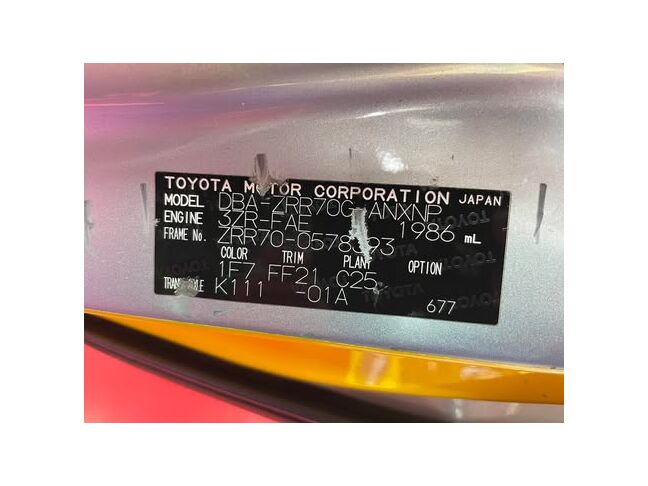 TOYOTA MOTOR CORPORATION JAPAN
MODEL DBA-ZRR70G-ANXNP
ENGINE 3ZR-FAE 1986 mL
FRAME No. ZRR70-0578393
COLOR TRIM PLANT OPTION
1F7 FF21 C25
K111 -01A 677